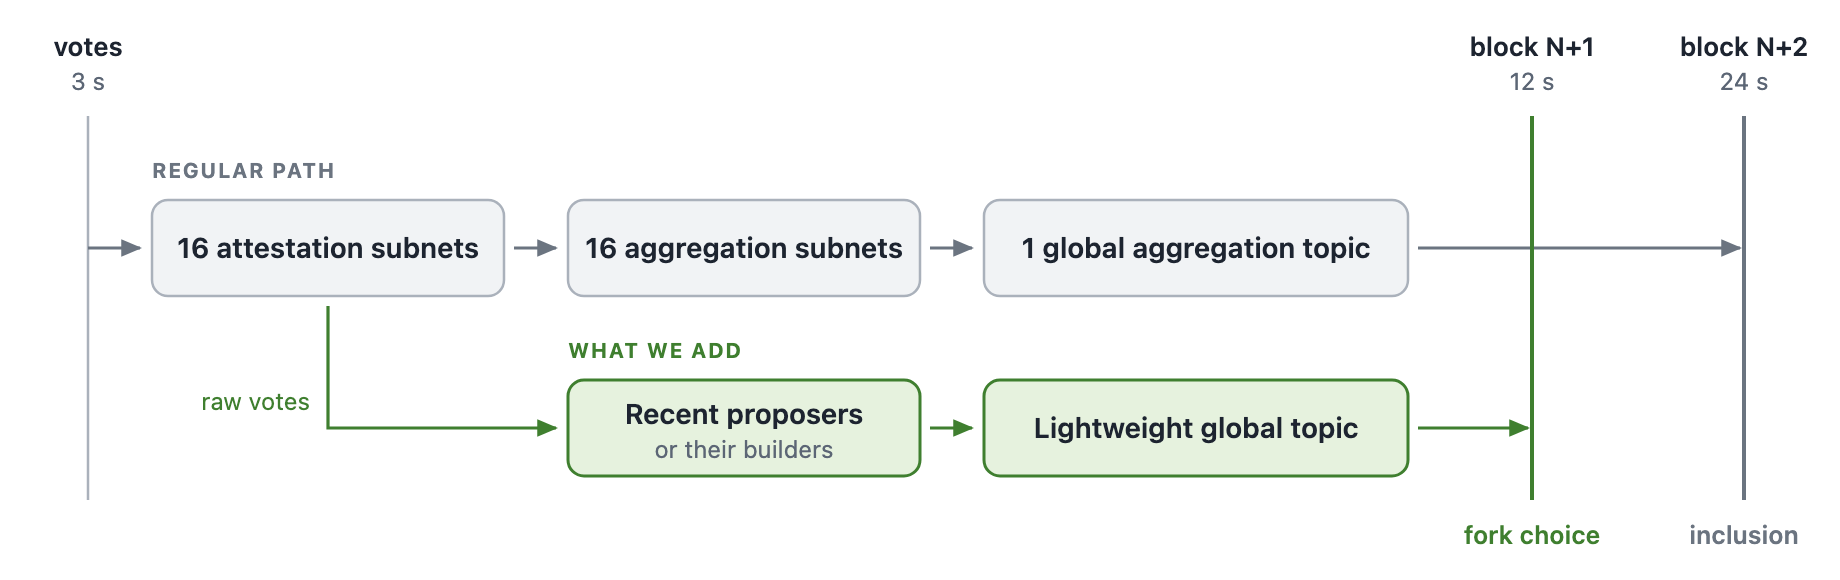 votes
3 s
block N+1
12 s
block N+2
24 s
REGULAR PATH
16 attestation subnets
16 aggregation subnets
1 global aggregation topic
WHAT WE ADD
raw votes
Recent proposers
or their builders
Lightweight global topic
fork choice
inclusion